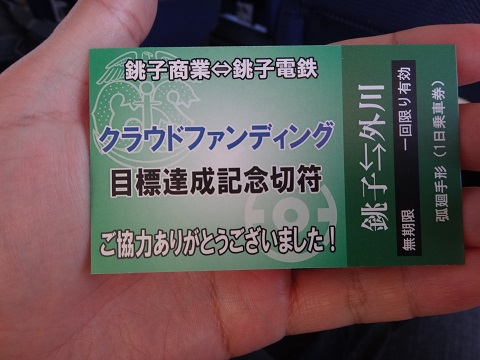 銚子商業⇔銚子電鉄
クラウドファンディング
目標達成記念切符
ご協力ありがとうございました!
銚子⇆外川
無期限 一回限り有効
弧廻手形(1日乗車券)